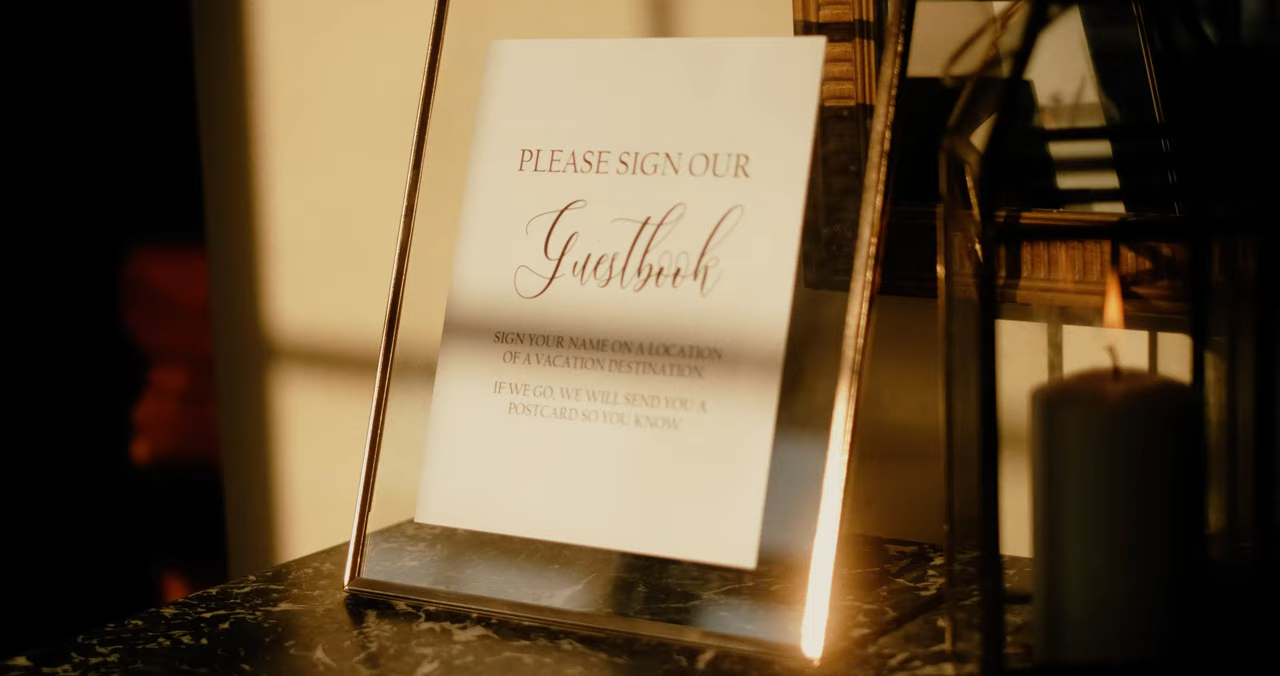 PLEASE SIGN OUR
Guestbook
SIGN YOUR NAME ON A LOCATION
OF A VACATION DESTINATION.
IF WE GO, WE WILL SEND YOU A
POSTCARD SO YOU KNOW